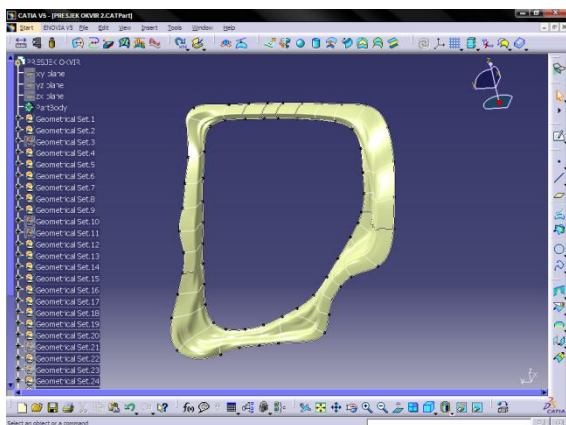 CATIA V5 - [PRESJEK OKVIR 2.CATPart]
Start ENOVIA V5 File Edit View Insert Tools Window Help
PRESJEK OKVIR
xy plane
yz plane
zx plane
PartBody
Geometrical Set.1
Geometrical Set.2
Geometrical Set.3
Geometrical Set.4
Geometrical Set.5
Geometrical Set.6
Geometrical Set.7
Geometrical Set.8
Geometrical Set.9
Geometrical Set.10
Geometrical Set.11
Geometrical Set.12
Geometrical Set.13
Geometrical Set.14
Geometrical Set.15
Geometrical Set.16
Geometrical Set.17
Geometrical Set.18
Geometrical Set.19
Geometrical Set.20
Geometrical Set.21
Geometrical Set.22
Geometrical Set.23
Geometrical Set.24
f(x)
CATIA
Select an object or a command